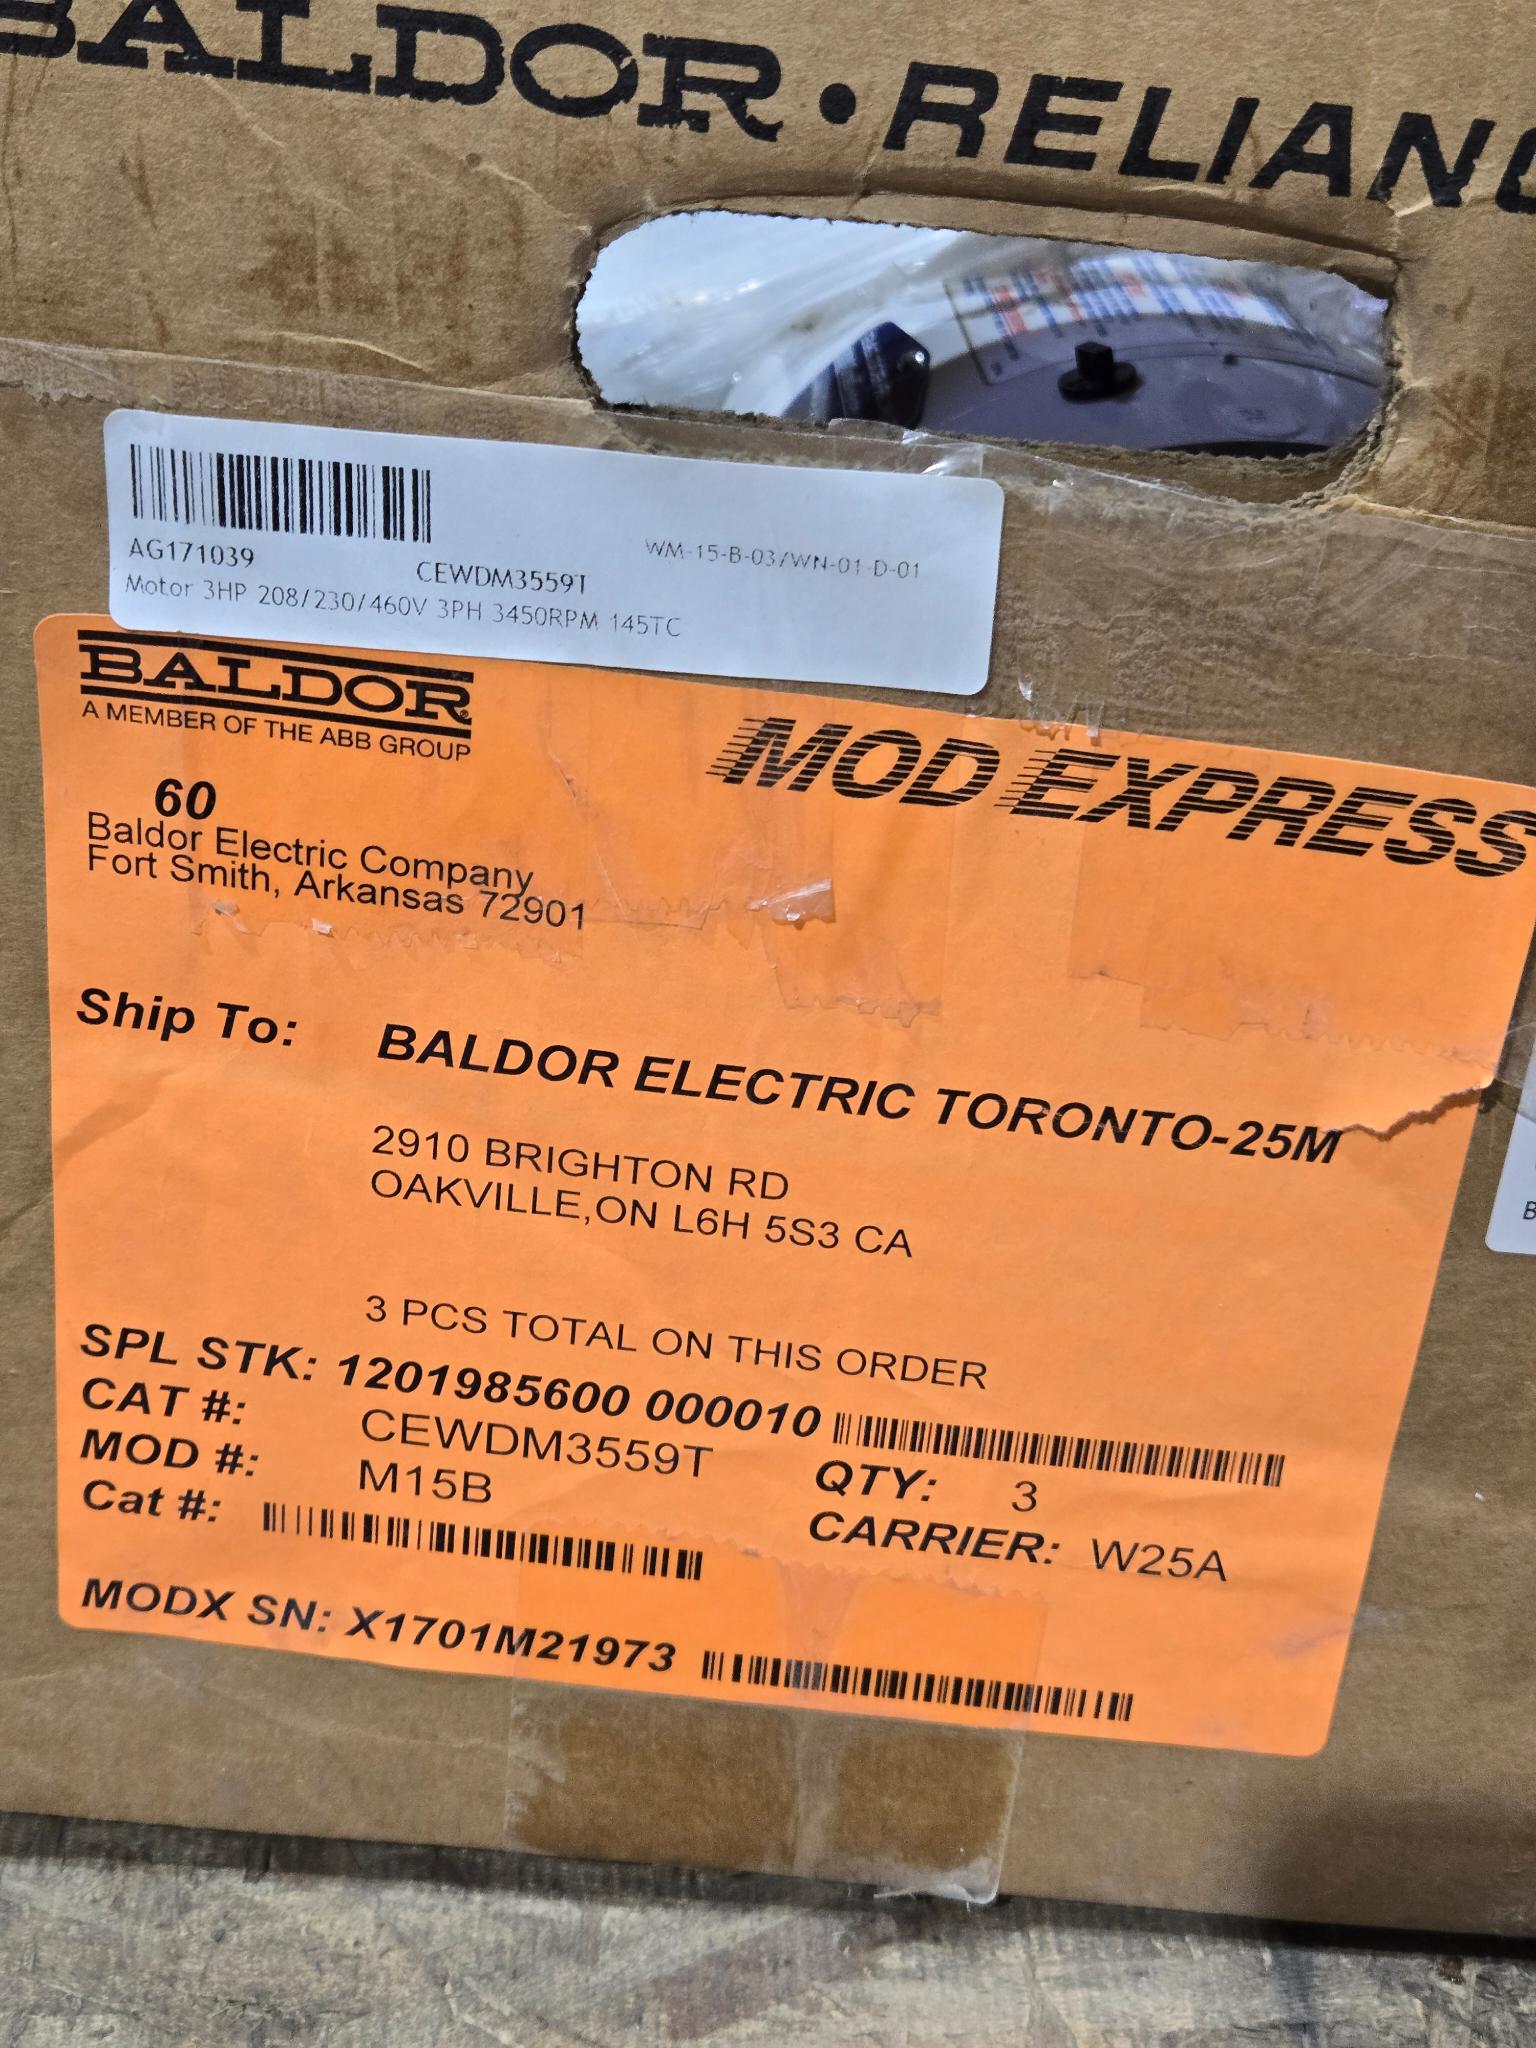 BALDOR • RELIANC
AG171039
CEWDM3559T
WM-15-B-03/WN-01-D-01
Motor 3HP 208/230/460V 3PH 3450RPM 145TC
BALDOR
A MEMBER OF THE ABB GROUP
MOD EXPRESS
60
Baldor Electric Company
Fort Smith, Arkansas 72901
Ship To: BALDOR ELECTRIC TORONTO-25M
2910 BRIGHTON RD
OAKVILLE,ON L6H 5S3 CA
3 PCS TOTAL ON THIS ORDER
SPL STK: 1201985600 000010
CAT #: CEWDM3559T
QTY: 3
MOD #: M15B
CARRIER: W25A
Cat #:
MODX SN: X1701M21973
B